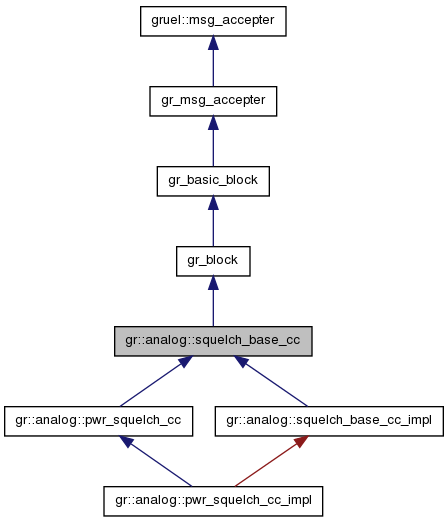 gruel::msg_accepter
gr_msg_accepter
gr_basic_block
gr_block
gr::analog::squelch_base_cc
gr::analog::pwr_squelch_cc
gr::analog::squelch_base_cc_impl
gr::analog::pwr_squelch_cc_impl